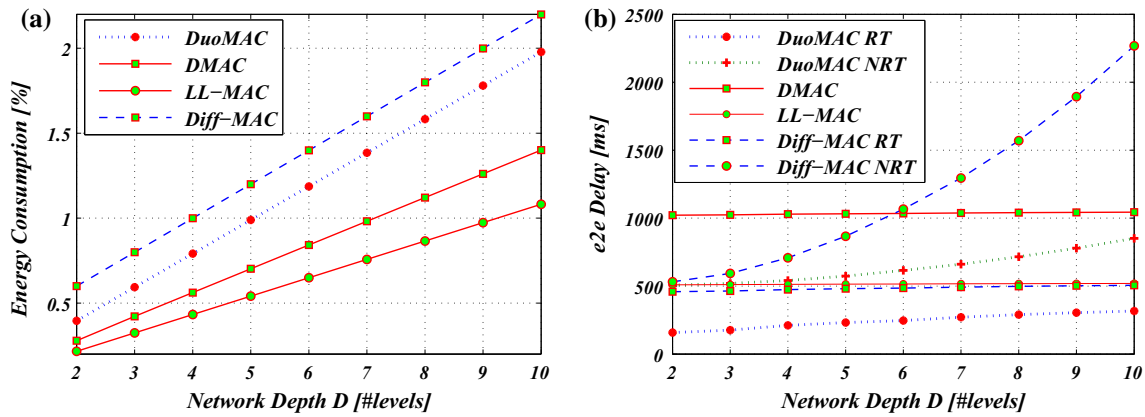 (a)
Energy Consumption [%]
2
1.5
1
0.5
DuoMAC
DMAC
LL-MAC
Diff-MAC
2 3 4 5 6 7 8 9 10
Network Depth D [#levels]
(b)
e2e Delay [ms]
2500
2000
1500
1000
500
0
DuoMAC RT
DuoMAC NRT
DMAC
LL-MAC
Diff-MAC RT
Diff-MAC NRT
2 3 4 5 6 7 8 9 10
Network Depth D [#levels]